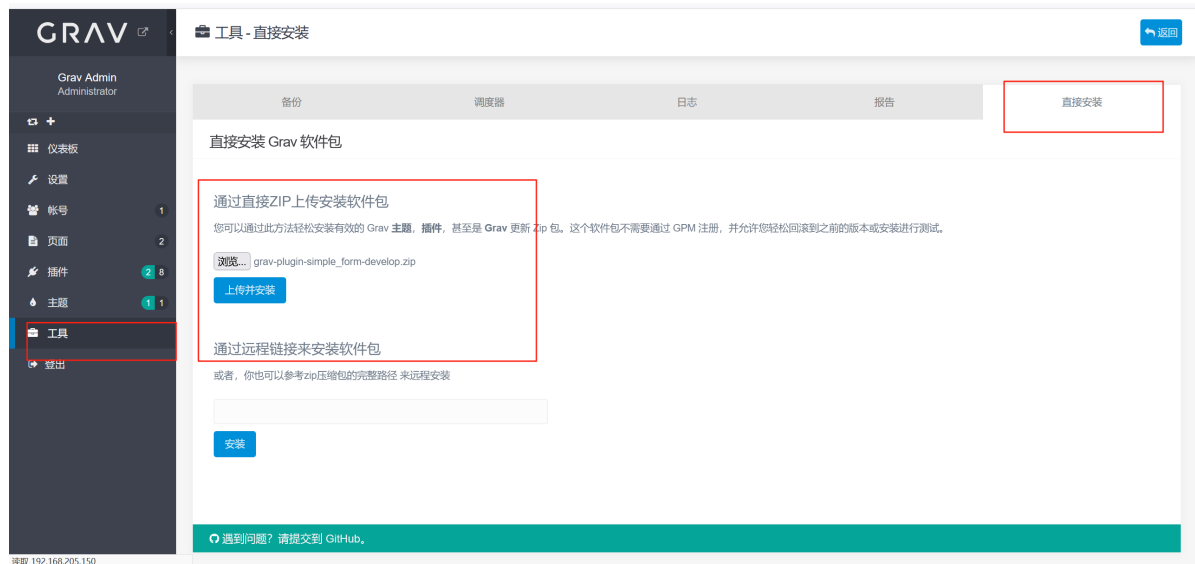 GRAV
工具 - 直接安装
返回
Grav Admin
Administrator
备份
调度器
日志
报告
直接安装
仪表板
设置
帐号 1
页面 2
插件 2 8
主题 1 1
工具
登出
直接安装 Grav 软件包
通过直接ZIP上传安装软件包
您可以通过此方法轻松安装有效的 Grav 主题，插件，甚至是 Grav 更新 Zip 包。这个软件包不需要通过 GPM 注册，并允许您轻松回滚到之前的版本或安装进行测试。
浏览... grav-plugin-simple_form-develop.zip
上传并安装
通过远程链接来安装软件包
或者，你也可以参考zip压缩包的完整路径 来远程安装
安装
遇到问题？请提交到 GitHub。
读取 192.168.205.150